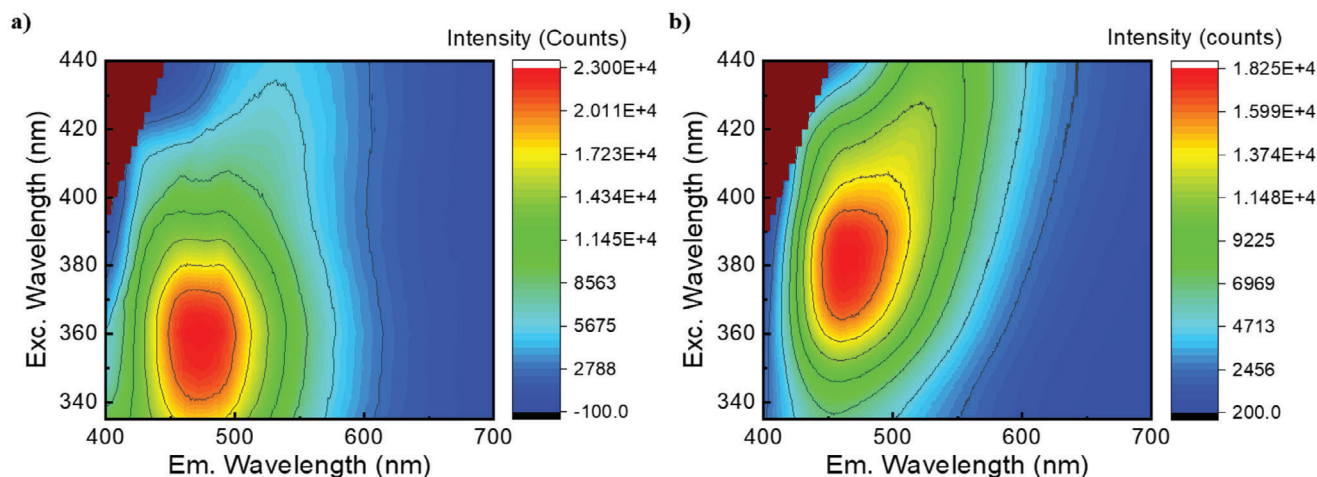 a)
Intensity (Counts)
440
420
400
380
360
340
Exc. Wavelength (nm)
400
500
600
700
Em. Wavelength (nm)
2.300E+4
2.011E+4
1.723E+4
1.434E+4
1.145E+4
8563
5675
2788
-100.0
b)
Intensity (counts)
440
420
400
380
360
340
Exc. Wavelength (nm)
400
500
600
700
Em. Wavelength (nm)
1.825E+4
1.599E+4
1.374E+4
1.148E+4
9225
6969
4713
2456
200.0